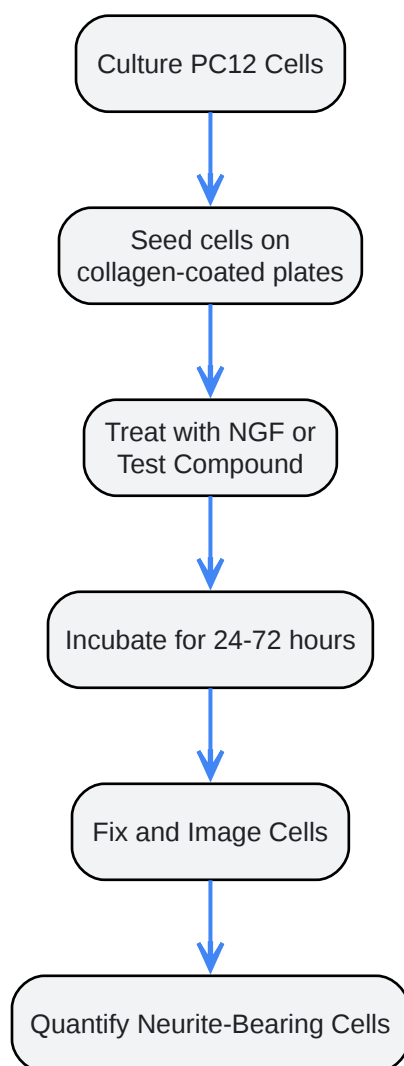 Culture PC12 Cells
Seed cells on
collagen-coated plates
Treat with NGF or
Test Compound
Incubate for 24-72 hours
Fix and Image Cells
Quantify Neurite-Bearing Cells